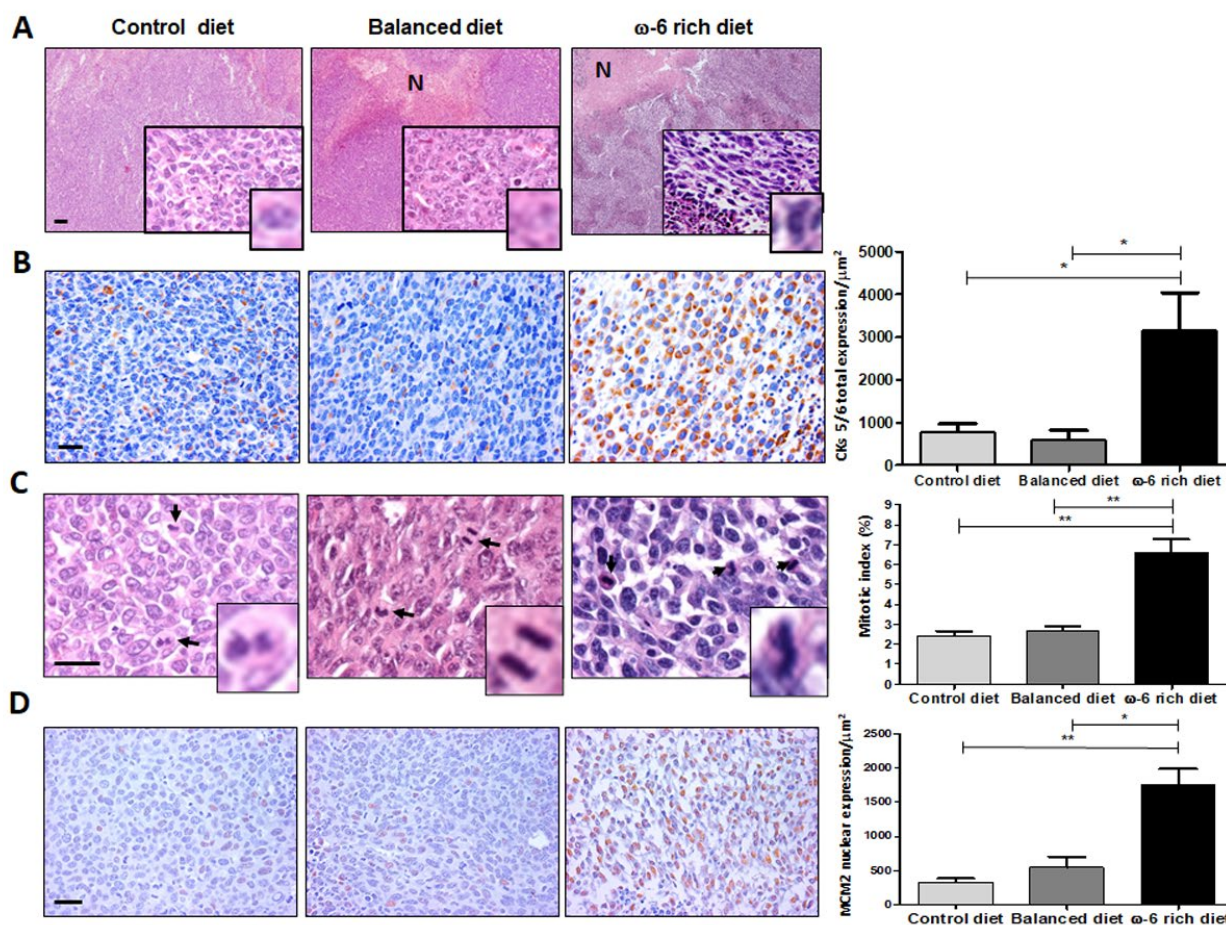 A
Control diet
Balanced diet
ω-6 rich diet
N
N
B
CKs 5/6 total expression/μm²
5000
4000
3000
2000
1000
0
*
*
Control diet
Balanced diet
ω-6 rich diet
C
Mitotic index (%)
9
8
7
6
5
4
3
2
1
0
**
**
Control diet
Balanced diet
ω-6 rich diet
D
MCM2 nuclear expression/μm²
2500
2000
1500
1000
500
0
*
**
Control diet
Balanced diet
ω-6 rich diet